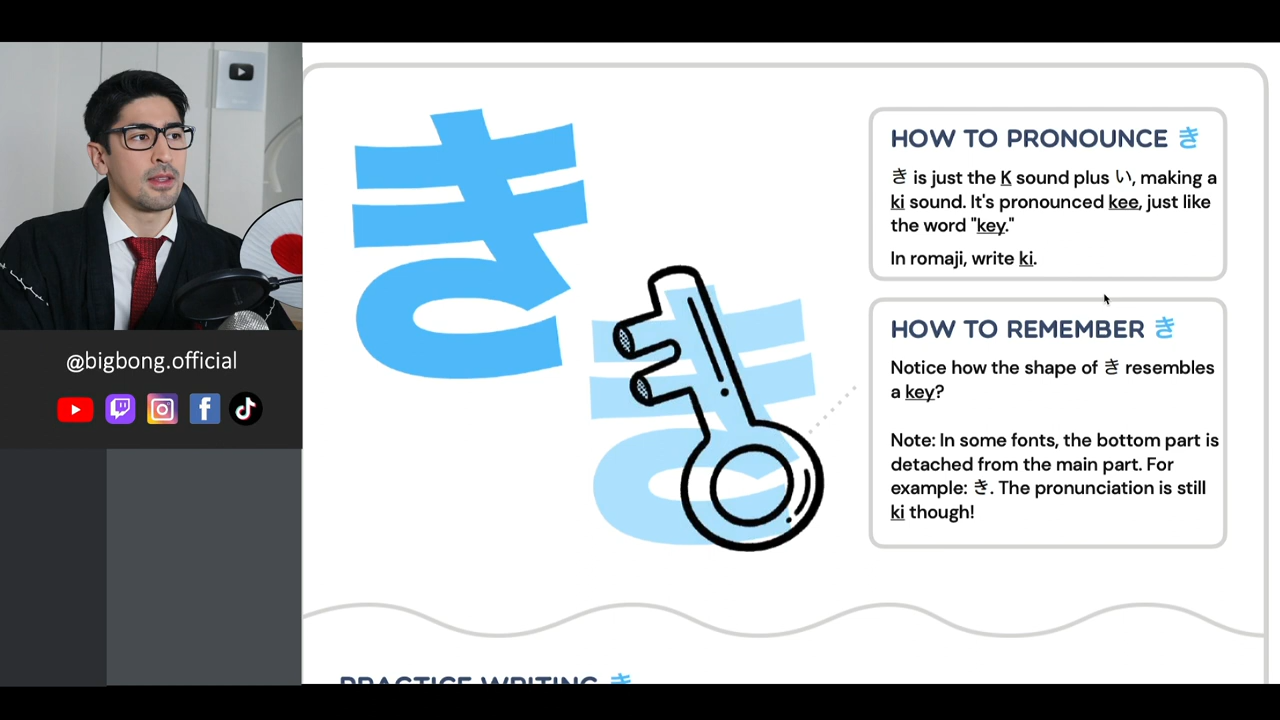 き
HOW TO PRONOUNCE き
き is just the K sound plus い, making a
ki sound. It's pronounced kee, just like
the word "key."
In romaji, write ki.
き
HOW TO REMEMBER き
Notice how the shape of き resembles
a key?
Note: In some fonts, the bottom part is
detached from the main part. For
example: き. The pronunciation is still
ki though!
@bigbong.official
PRACTICE WRITING き